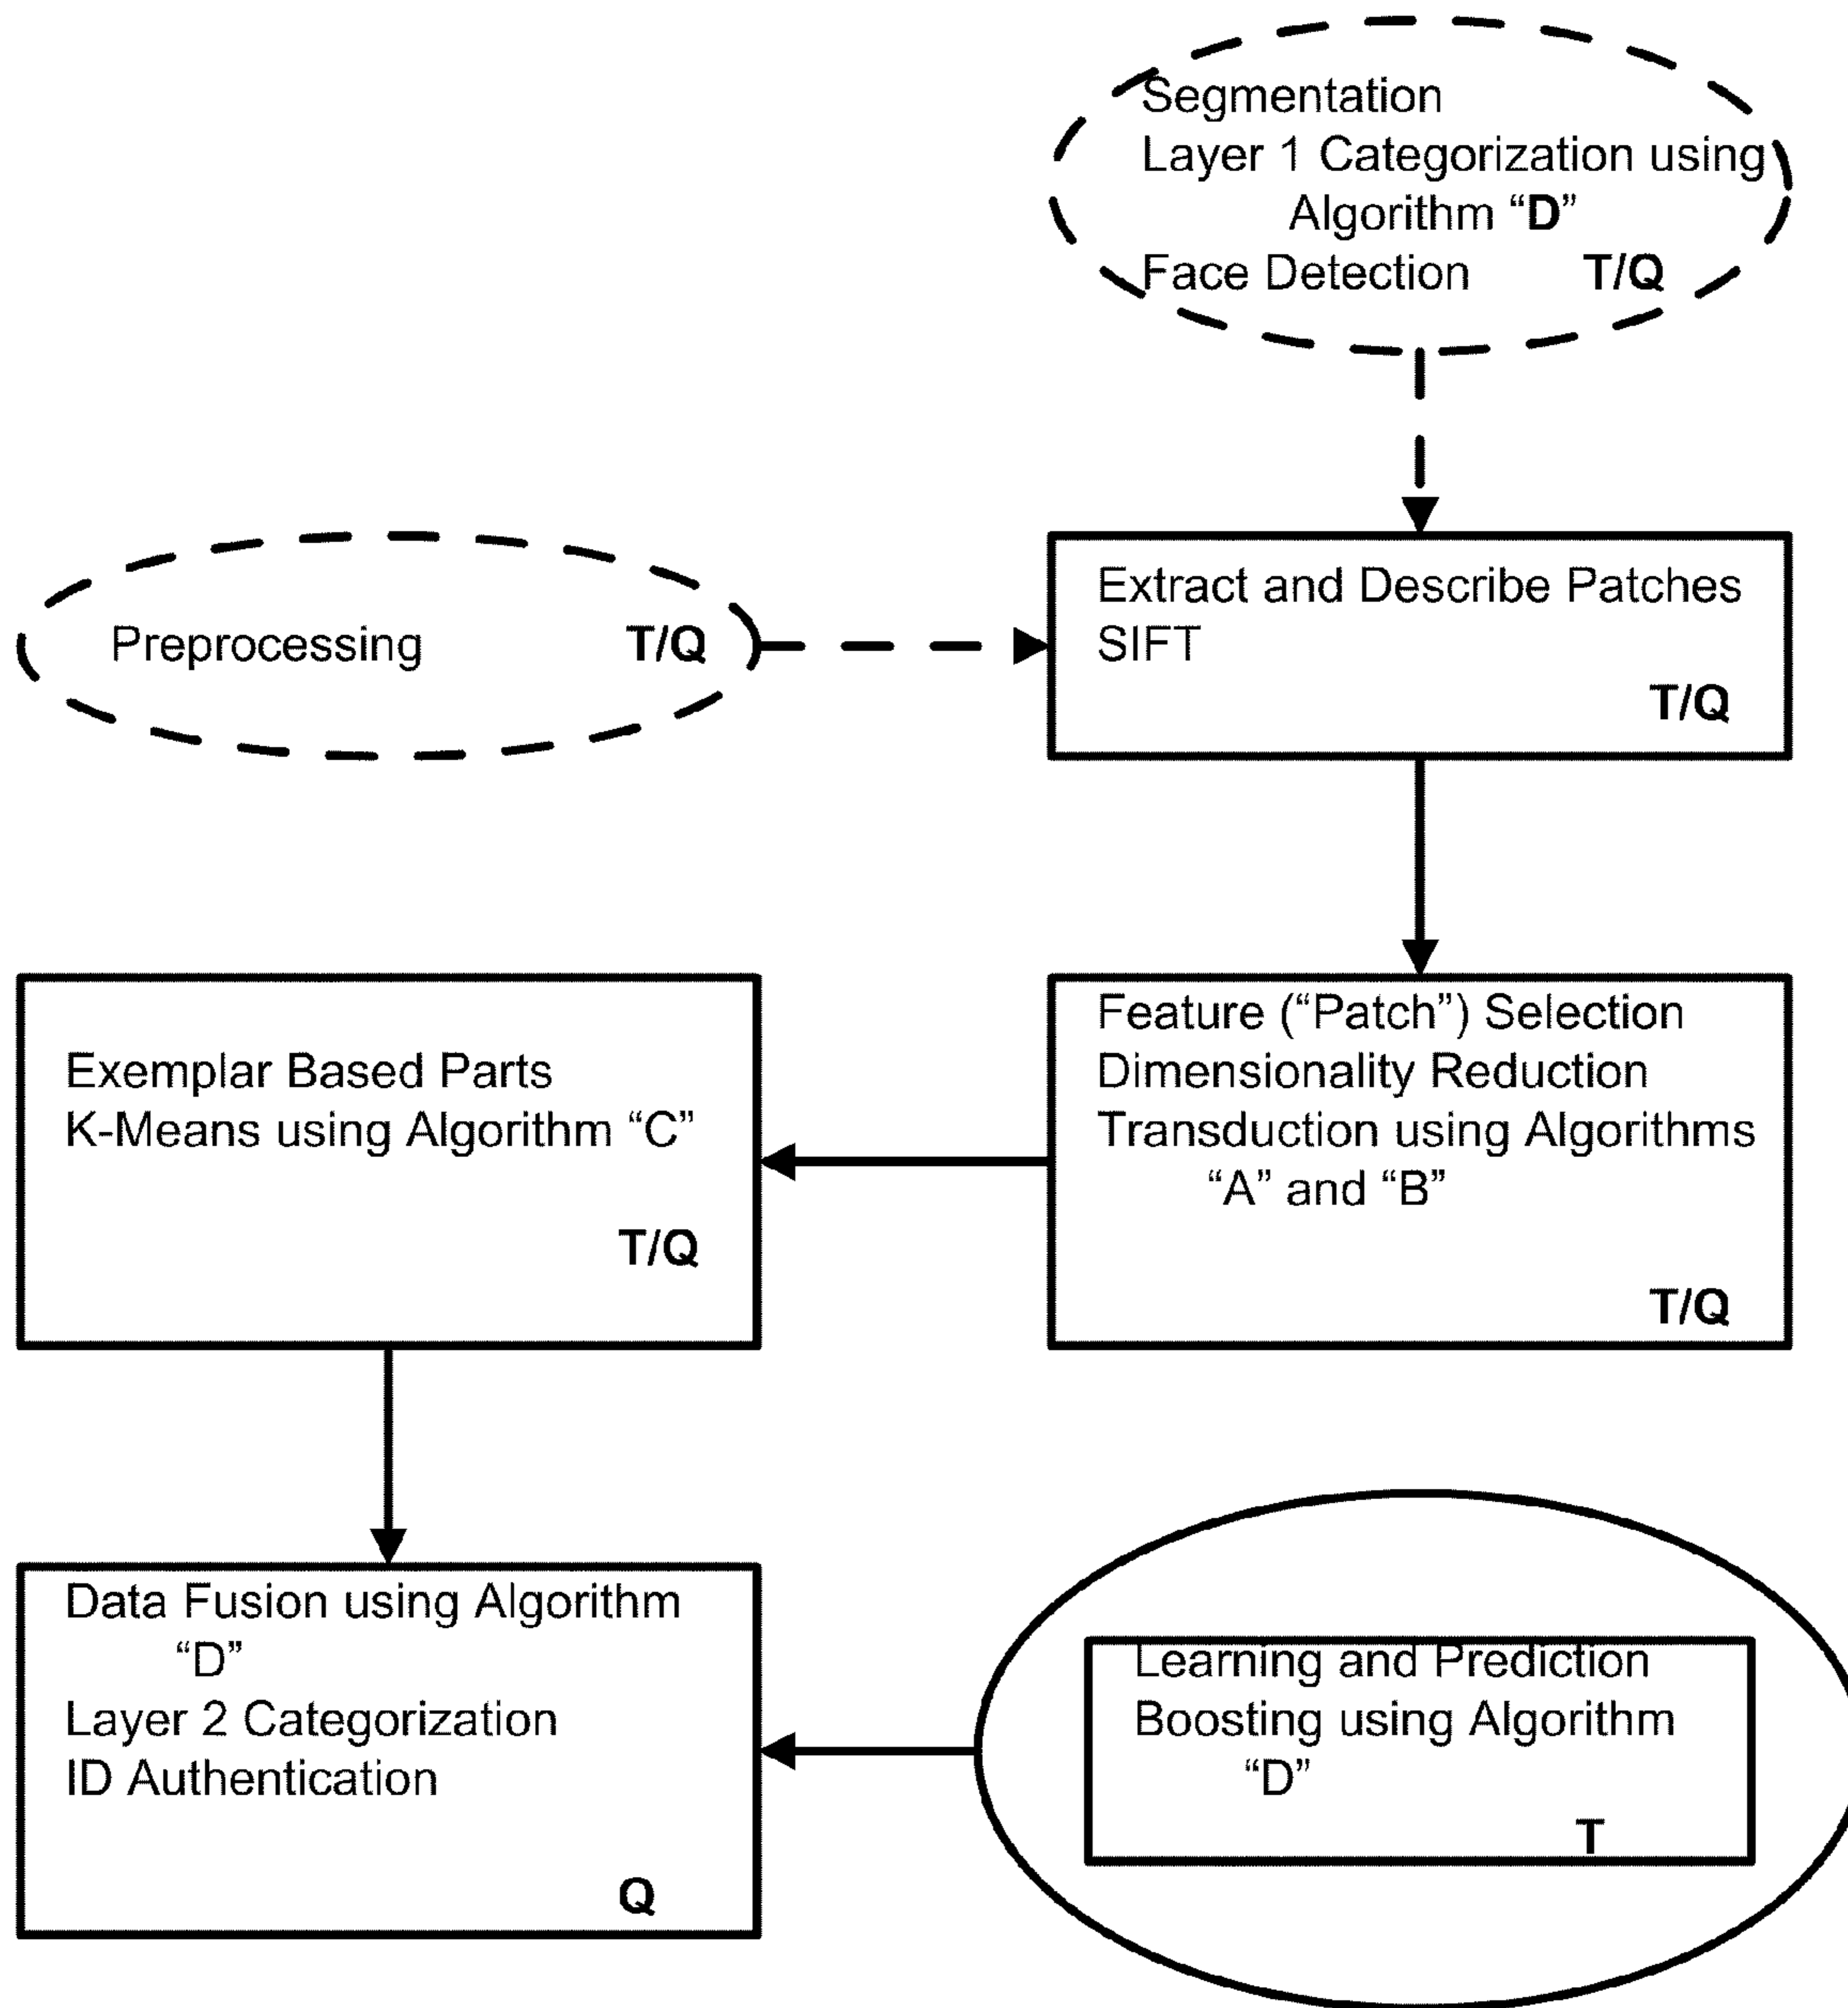 Segmentation
Layer 1 Categorization using
Algorithm “D”
Face Detection T/Q
Preprocessing T/Q
Extract and Describe Patches
SIFT
T/Q
Feature (“Patch”) Selection
Dimensionality Reduction
Transduction using Algorithms
“A” and “B”
T/Q
Exemplar Based Parts
K-Means using Algorithm “C”
T/Q
Data Fusion using Algorithm
“D”
Layer 2 Categorization
ID Authentication
Q
Learning and Prediction
Boosting using Algorithm
“D”
T